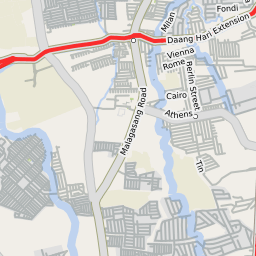 Fondi
Milan
Daang Hari Extension
Vienna
Rome
Berlin Street
Cairo
Athens
Malagasang Road
Tin